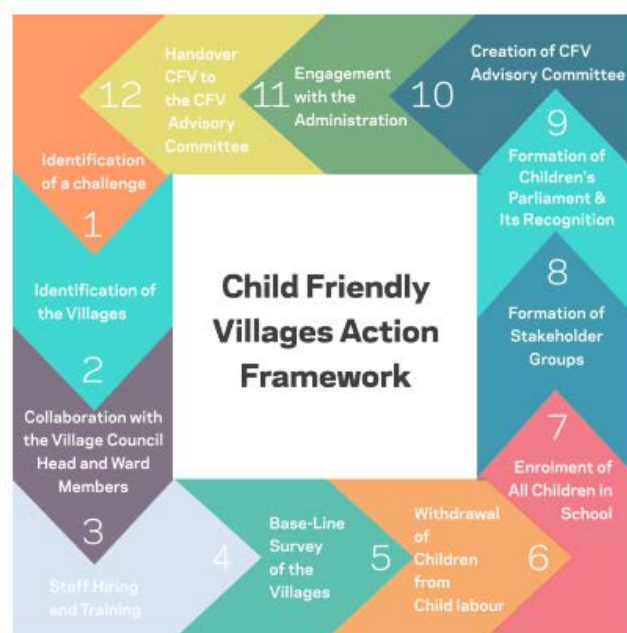 Child Friendly
Villages Action
Framework
Identification
of a challenge
1
Identification of
the Villages
2
Collaboration with
the Village Council
Head and Ward
Members
3
Staff Hiring
and Training
4
Base-Line
Survey
of the
Villages
5
Withdrawal
of
Children
from
Child labour
6
Enrolment of
All Children in
School
7
Formation of
Stakeholder
Groups
8
Formation of
Children's
Parliament &
Its Recognition
9
Creation of CFV
Advisory Committee
10
Engagement
with the
Administration
11
Handover
CFV to
the CFV
Advisory
Committee
12